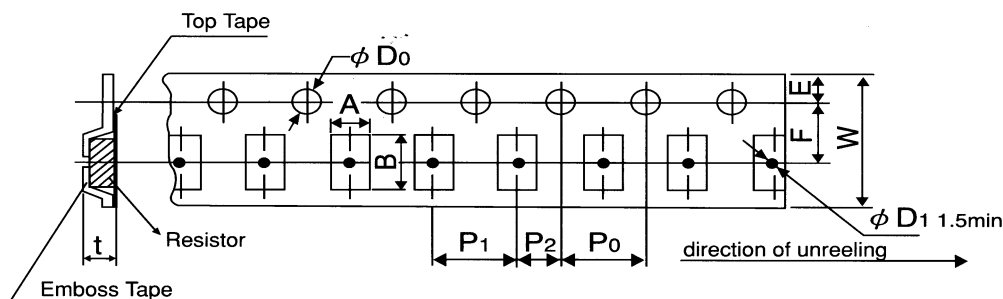 Top Tape
φ D0
A
B
E
F
W
t
Resistor
Emboss Tape
P1
P2
P0
φ D1 1.5min
direction of unreeling